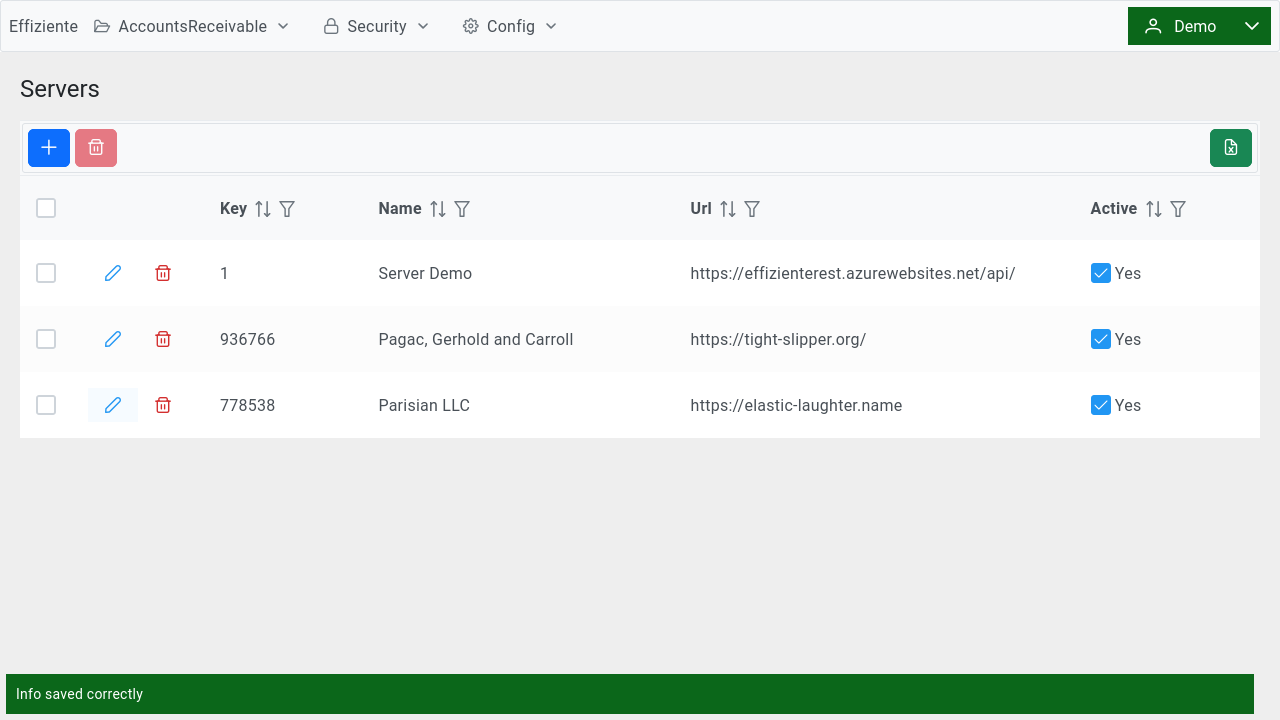 Effiziente AccountsReceivable Security Config Demo
Servers
Key Name Url Active
1 Server Demo https://effizienterest.azurewebsites.net/api/ Yes
936766 Pagac, Gerhold and Carroll https://tight-slipper.org/ Yes
778538 Parisian LLC https://elastic-laughter.name Yes
Info saved correctly